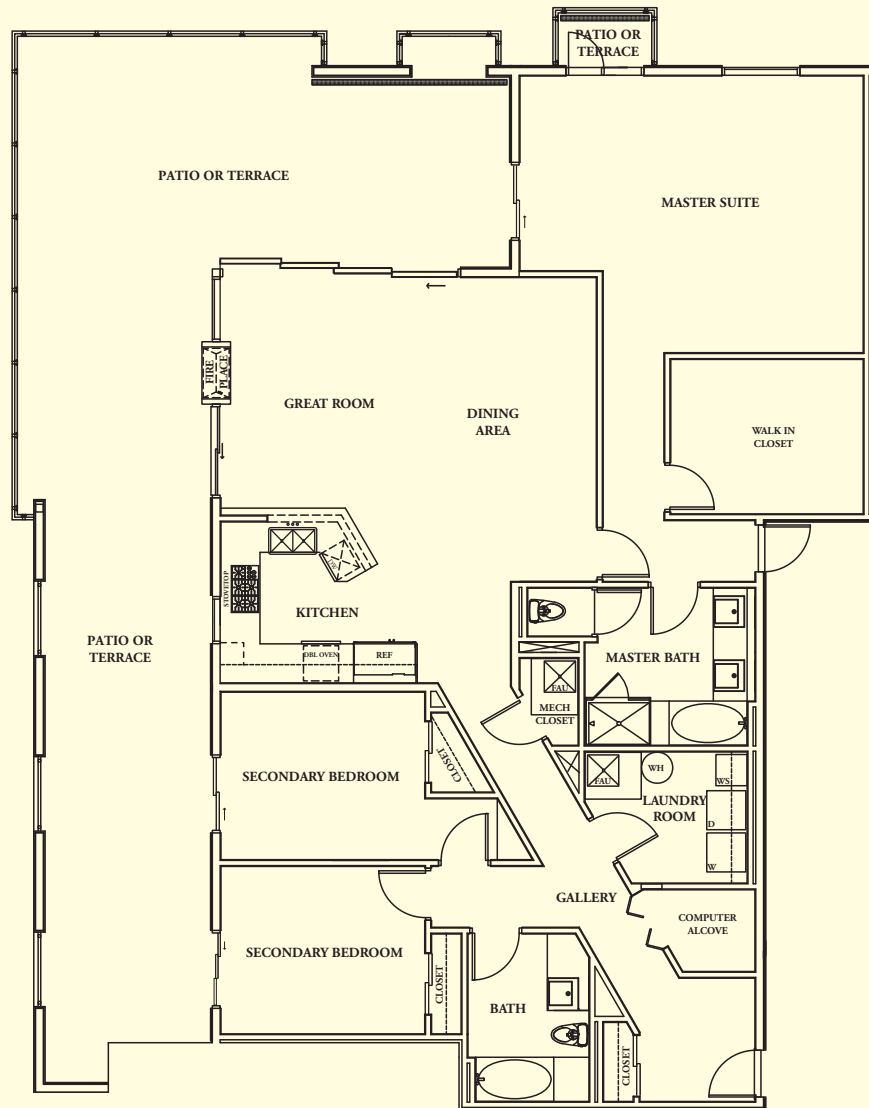 PATIO OR
TERRACE
PATIO OR TERRACE
MASTER SUITE
FIRE
PLACE
GREAT ROOM
DINING
AREA
WALK IN
CLOSET
STOVETOP
KITCHEN
DBL OVEN
REF
PATIO OR
TERRACE
MASTER BATH
FAU
MECH
CLOSET
SECONDARY BEDROOM
CLOSET
FAU
WH
WS
LAUNDRY
ROOM
D
W
GALLERY
COMPUTER
ALCOVE
SECONDARY BEDROOM
CLOSET
BATH
CLOSET